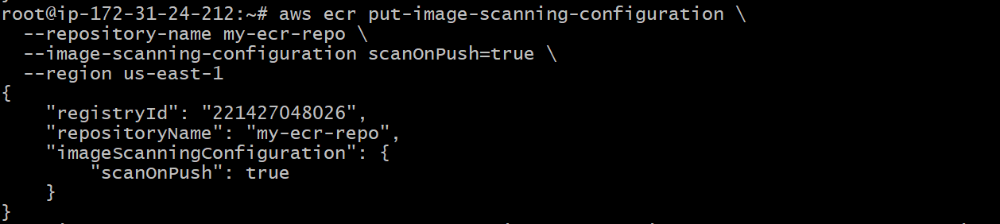 root@ip-172-31-24-212:~# aws ecr put-image-scanning-configuration \
  --repository-name my-ecr-repo \
  --image-scanning-configuration scanOnPush=true \
  --region us-east-1
{
    "registryId": "221427048026",
    "repositoryName": "my-ecr-repo",
    "imageScanningConfiguration": {
        "scanOnPush": true
    }
}